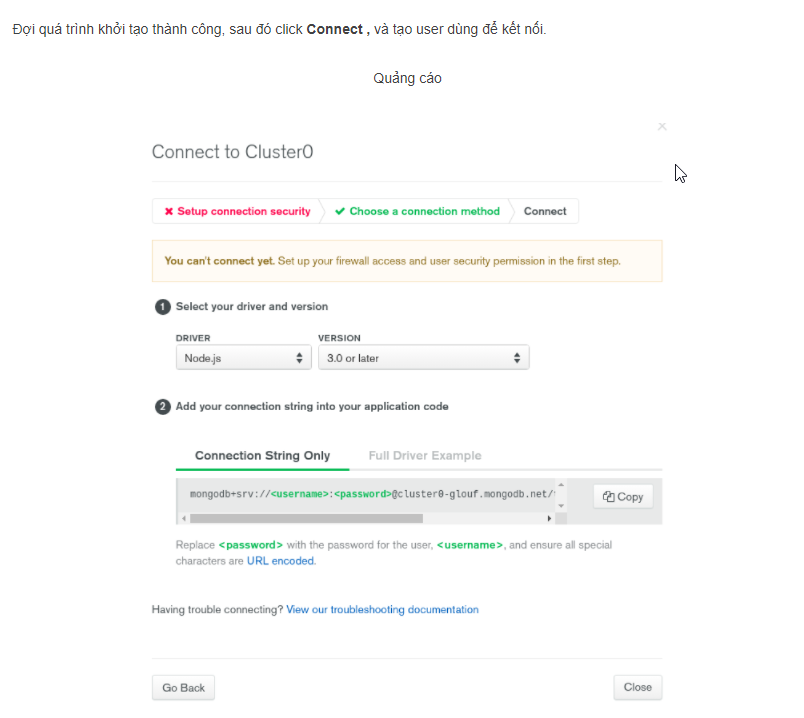 Đợi quá trình khởi tạo thành công, sau đó click Connect , và tạo user dùng để kết nối.
Quảng cáo
Connect to Cluster0
Setup connection security
Choose a connection method
Connect
You can't connect yet. Set up your firewall access and user security permission in the first step.
1 Select your driver and version
DRIVER VERSION
Node.js 3.0 or later
2 Add your connection string into your application code
Connection String Only Full Driver Example
mongodb+srv://<username>:<password>@cluster0-glouf.mongodb.net/
Copy
Replace <password> with the password for the user, <username>, and ensure all special
characters are URL encoded.
Having trouble connecting? View our troubleshooting documentation
Go Back Close